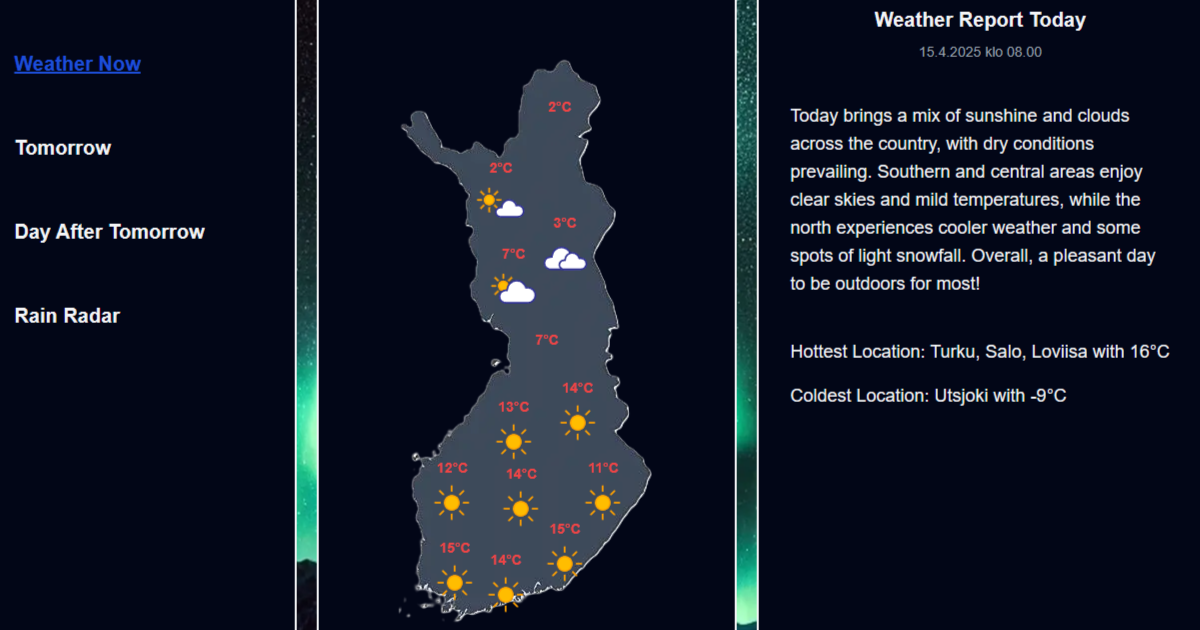 Weather Now
Tomorrow
Day After Tomorrow
Rain Radar
2°C
2°C
3°C
7°C
7°C
14°C
13°C
12°C
14°C
11°C
15°C
15°C
14°C
Weather Report Today
15.4.2025 klo 08.00
Today brings a mix of sunshine and clouds
across the country, with dry conditions
prevailing. Southern and central areas enjoy
clear skies and mild temperatures, while the
north experiences cooler weather and some
spots of light snowfall. Overall, a pleasant day
to be outdoors for most!
Hottest Location: Turku, Salo, Loviisa with 16°C
Coldest Location: Utsjoki with -9°C